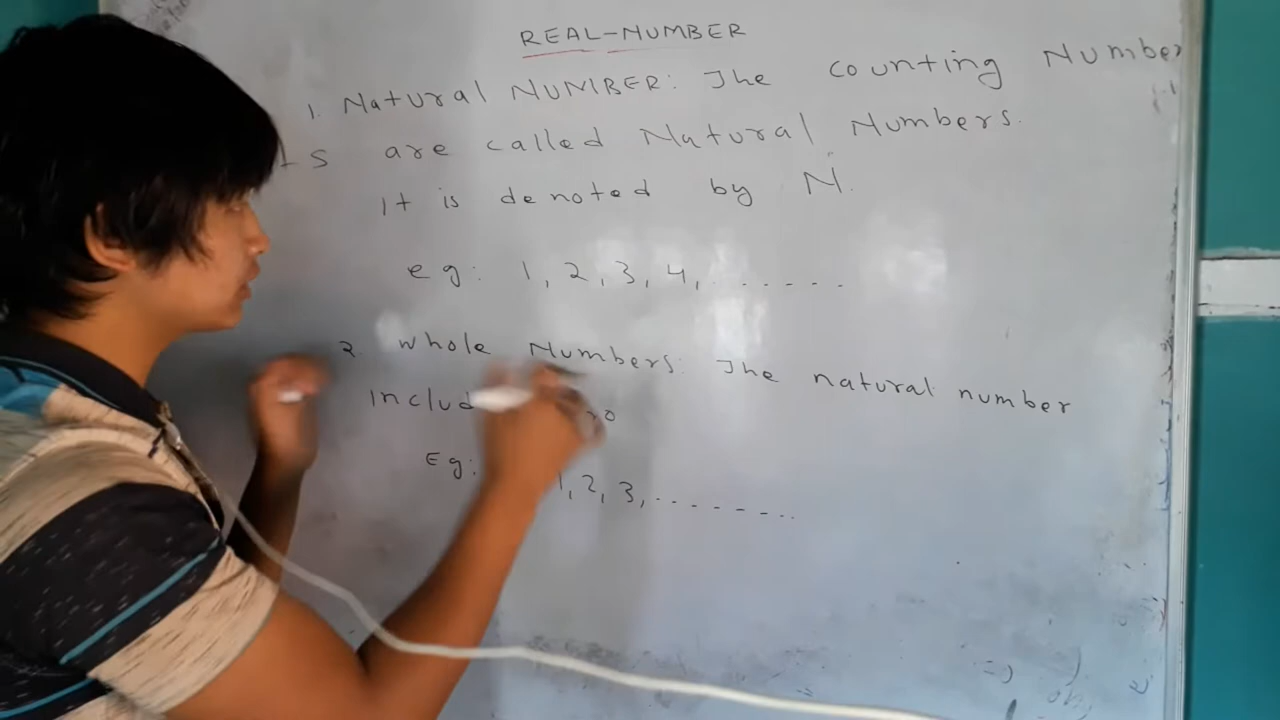 REAL-NUMBER
1. Natural NUMBER: The counting Number
s are called Natural Numbers.
It is denoted by N.
eg: 1, 2, 3, 4, . . . . . .
2. whole Numbers: The natural number
Eg: 1, 2, 3, - - - - - - -